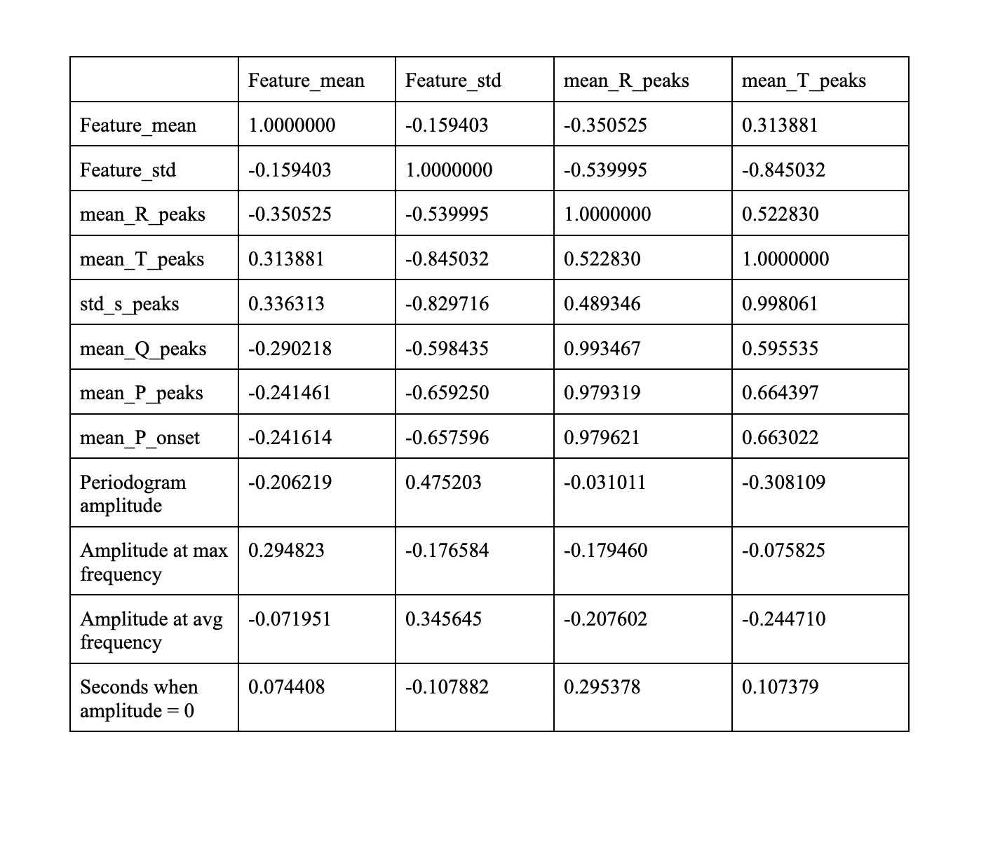 Feature_mean Feature_std mean_R_peaks mean_T_peaks
Feature_mean 1.0000000 -0.159403 -0.350525 0.313881
Feature_std -0.159403 1.0000000 -0.539995 -0.845032
mean_R_peaks -0.350525 -0.539995 1.0000000 0.522830
mean_T_peaks 0.313881 -0.845032 0.522830 1.0000000
std_s_peaks 0.336313 -0.829716 0.489346 0.998061
mean_Q_peaks -0.290218 -0.598435 0.993467 0.595535
mean_P_peaks -0.241461 -0.659250 0.979319 0.664397
mean_P_onset -0.241614 -0.657596 0.979621 0.663022
Periodogram -0.206219 0.475203 -0.031011 -0.308109
amplitude
Amplitude at max 0.294823 -0.176584 -0.179460 -0.075825
frequency
Amplitude at avg -0.071951 0.345645 -0.207602 -0.244710
frequency
Seconds when 0.074408 -0.107882 0.295378 0.107379
amplitude = 0